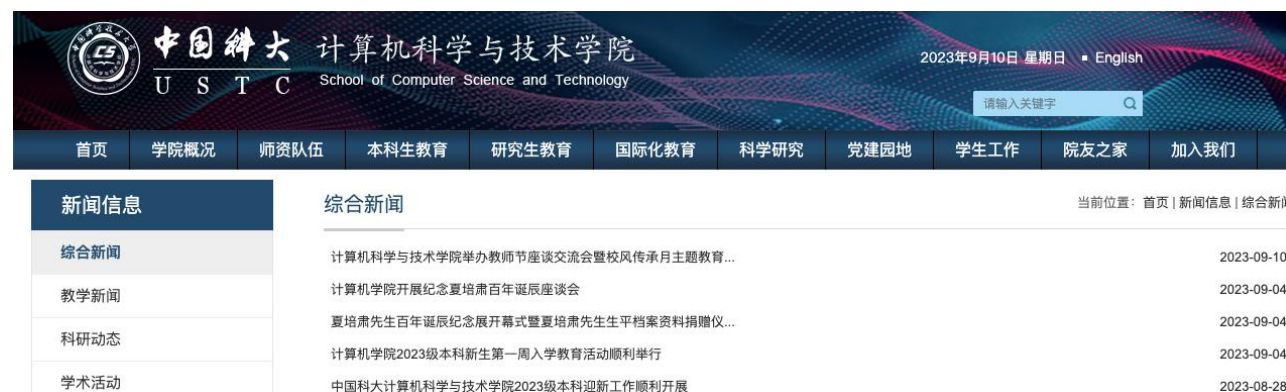 中国科大 计算机科学与技术学院
USTC School of Computer Science and Technology
2023年9月10日 星期日 ▪ English
请输入关键字
首页 学院概况 师资队伍 本科生教育 研究生教育 国际化教育 科学研究 党建园地 学生工作 院友之家 加入我们
新闻信息
综合新闻
教学新闻
科研动态
学术活动
综合新闻
当前位置: 首页 | 新闻信息 | 综合新闻
计算机科学与技术学院举办教师节座谈交流会暨校风传承月主题教育... 2023-09-10
计算机学院开展纪念夏培肃百年诞辰座谈会 2023-09-04
夏培肃先生百年诞辰纪念展开幕式暨夏培肃先生生平档案资料捐赠仪... 2023-09-04
计算机学院2023级本科新生第一周入学教育活动顺利举行 2023-09-04
中国科大计算机科学与技术学院2023级本科迎新工作顺利开展 2023-08-28